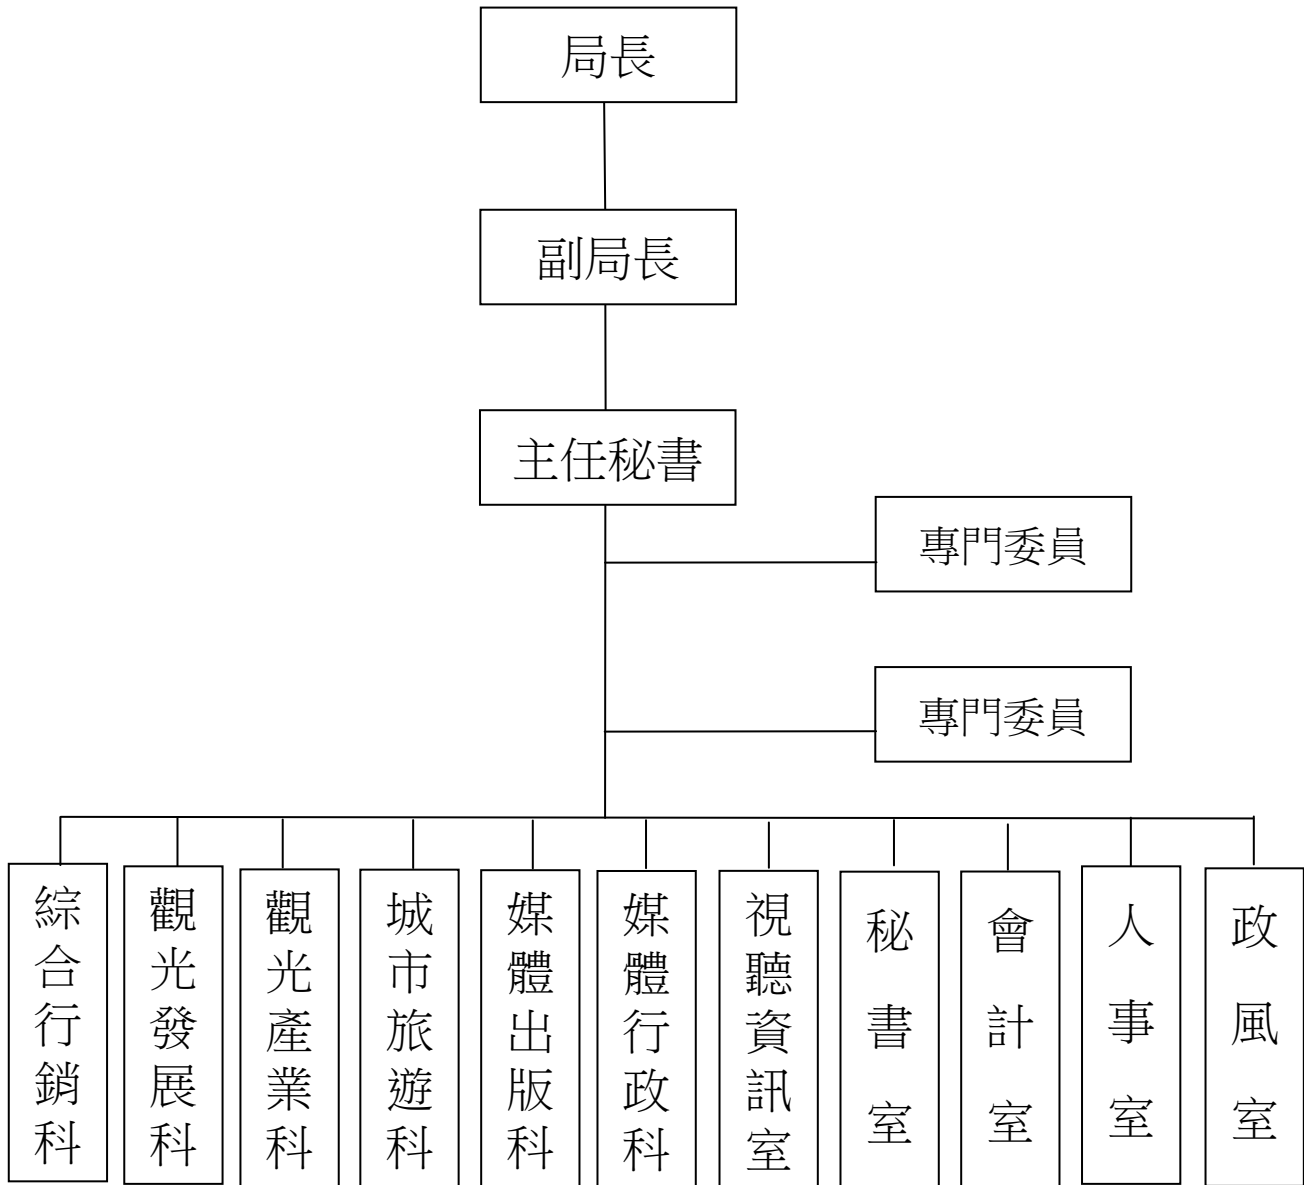 局長
副局長
主任秘書
專門委員
專門委員
綜合行銷科
觀光發展科
觀光產業科
城市旅遊科
媒體出版科
媒體行政科
視聽資訊室
秘書室
會計室
人事室
政風室